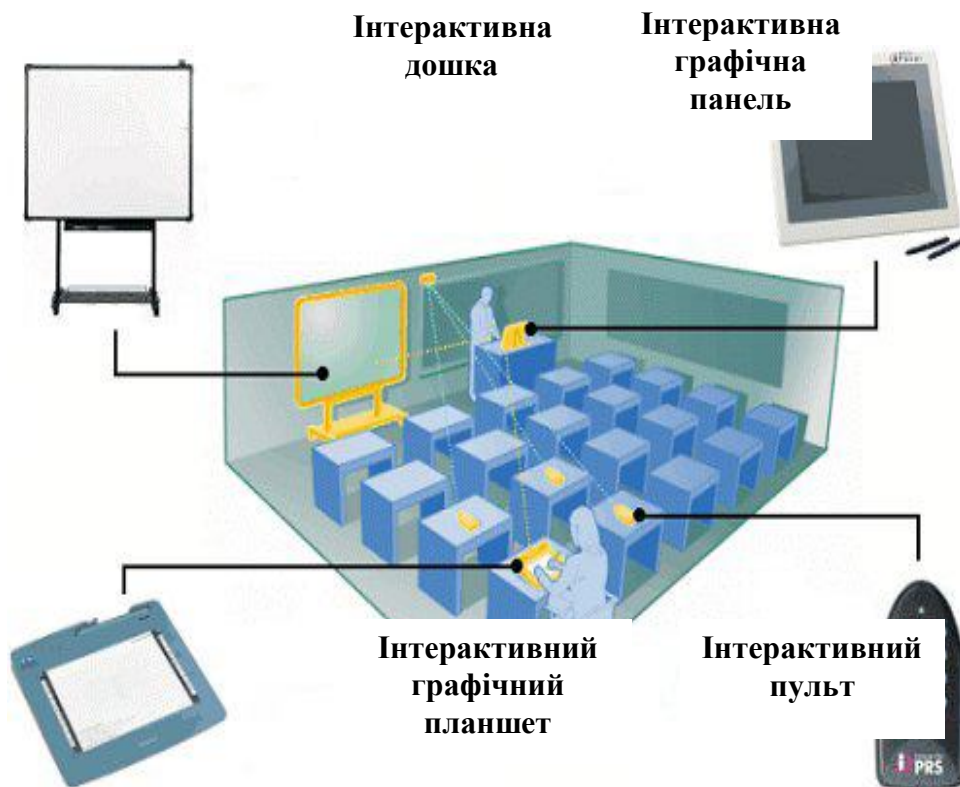 Інтерактивна
дошка
Інтерактивна
графічна
панель
Інтерактивний
графічний
планшет
Інтерактивний
пульт
PRS